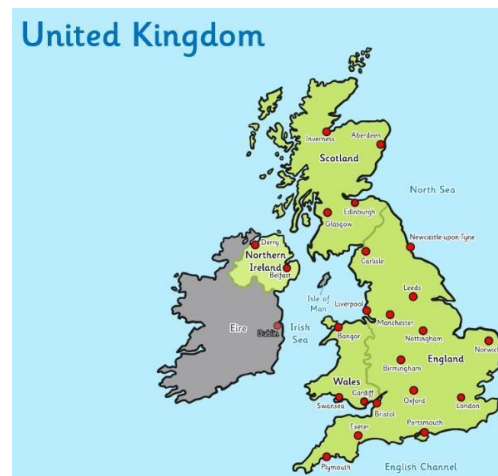 United Kingdom
Inverness
Aberdeen
Scotland
North Sea
Edinburgh
Glasgow
Newcastle-upon-Tyne
Derry
Northern
Ireland
Belfast
Carlisle
Isle of
Man
Leeds
Liverpool
Manchester
Eire
Dublin
Irish
Sea
Bangor
Nottingham
Norwich
England
Birmingham
Wales
Swansea
Cardiff
Bristol
Oxford
London
Exeter
Portsmouth
Plymouth
English Channel